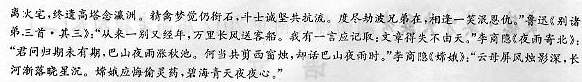 离火宅,终遗高塔念瀛洲。精禽梦觉仍衔石,斗士诚坚共抗流。度尽劫波兄弟在,相逢一笑泯恩仇。”鲁迅《别诸
弟·三首·其三》:“从来一别又经年,万里长风送客船。我有一言应记取:文章得失不由天。”李商隐《夜雨寄北》:
“君问归期未有期,巴山夜雨涨秋池。何当共剪西窗烛,却话巴山夜雨时。”李商隐《嫦娥》:“云母屏风烛影深,长
河渐落晓星沉。嫦娥应悔偷灵药,碧海青天夜夜心。”